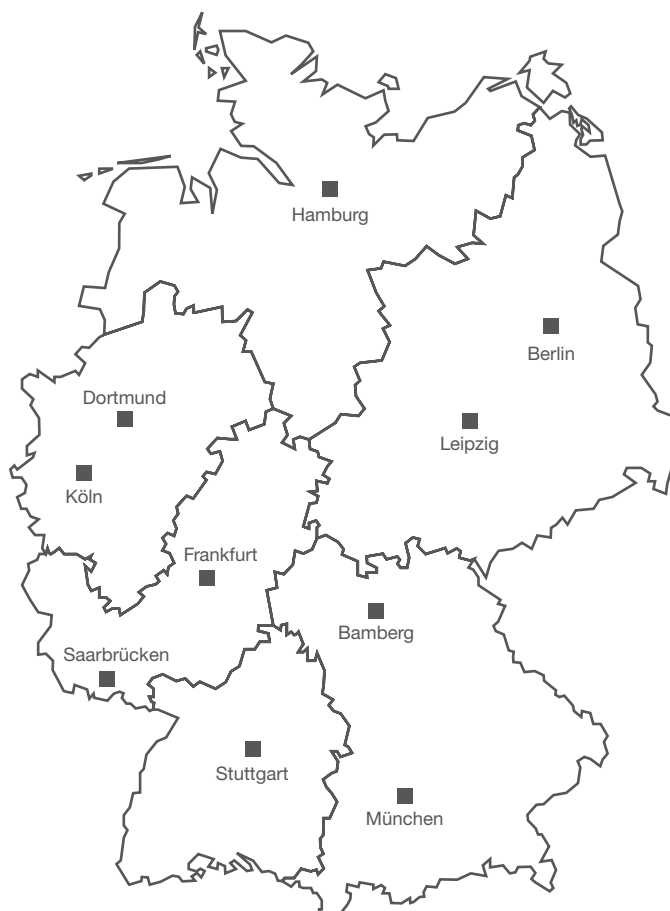 Hamburg
Berlin
Dortmund
Leipzig
Köln
Frankfurt
Bamberg
Saarbrücken
Stuttgart
München